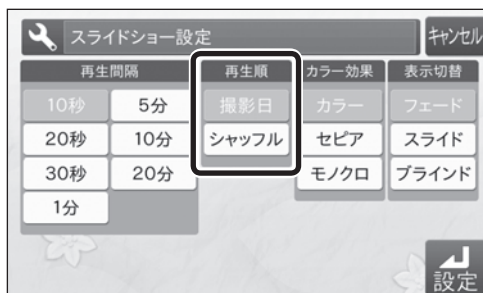 スライドショー設定
キャンセル
再生間隔 再生順 カラー効果 表示切替
10秒 5分 撮影日 カラー フェード
20秒 10分 シャッフル セピア スライド
30秒 20分 モノクロ ブラインド
1分
設定